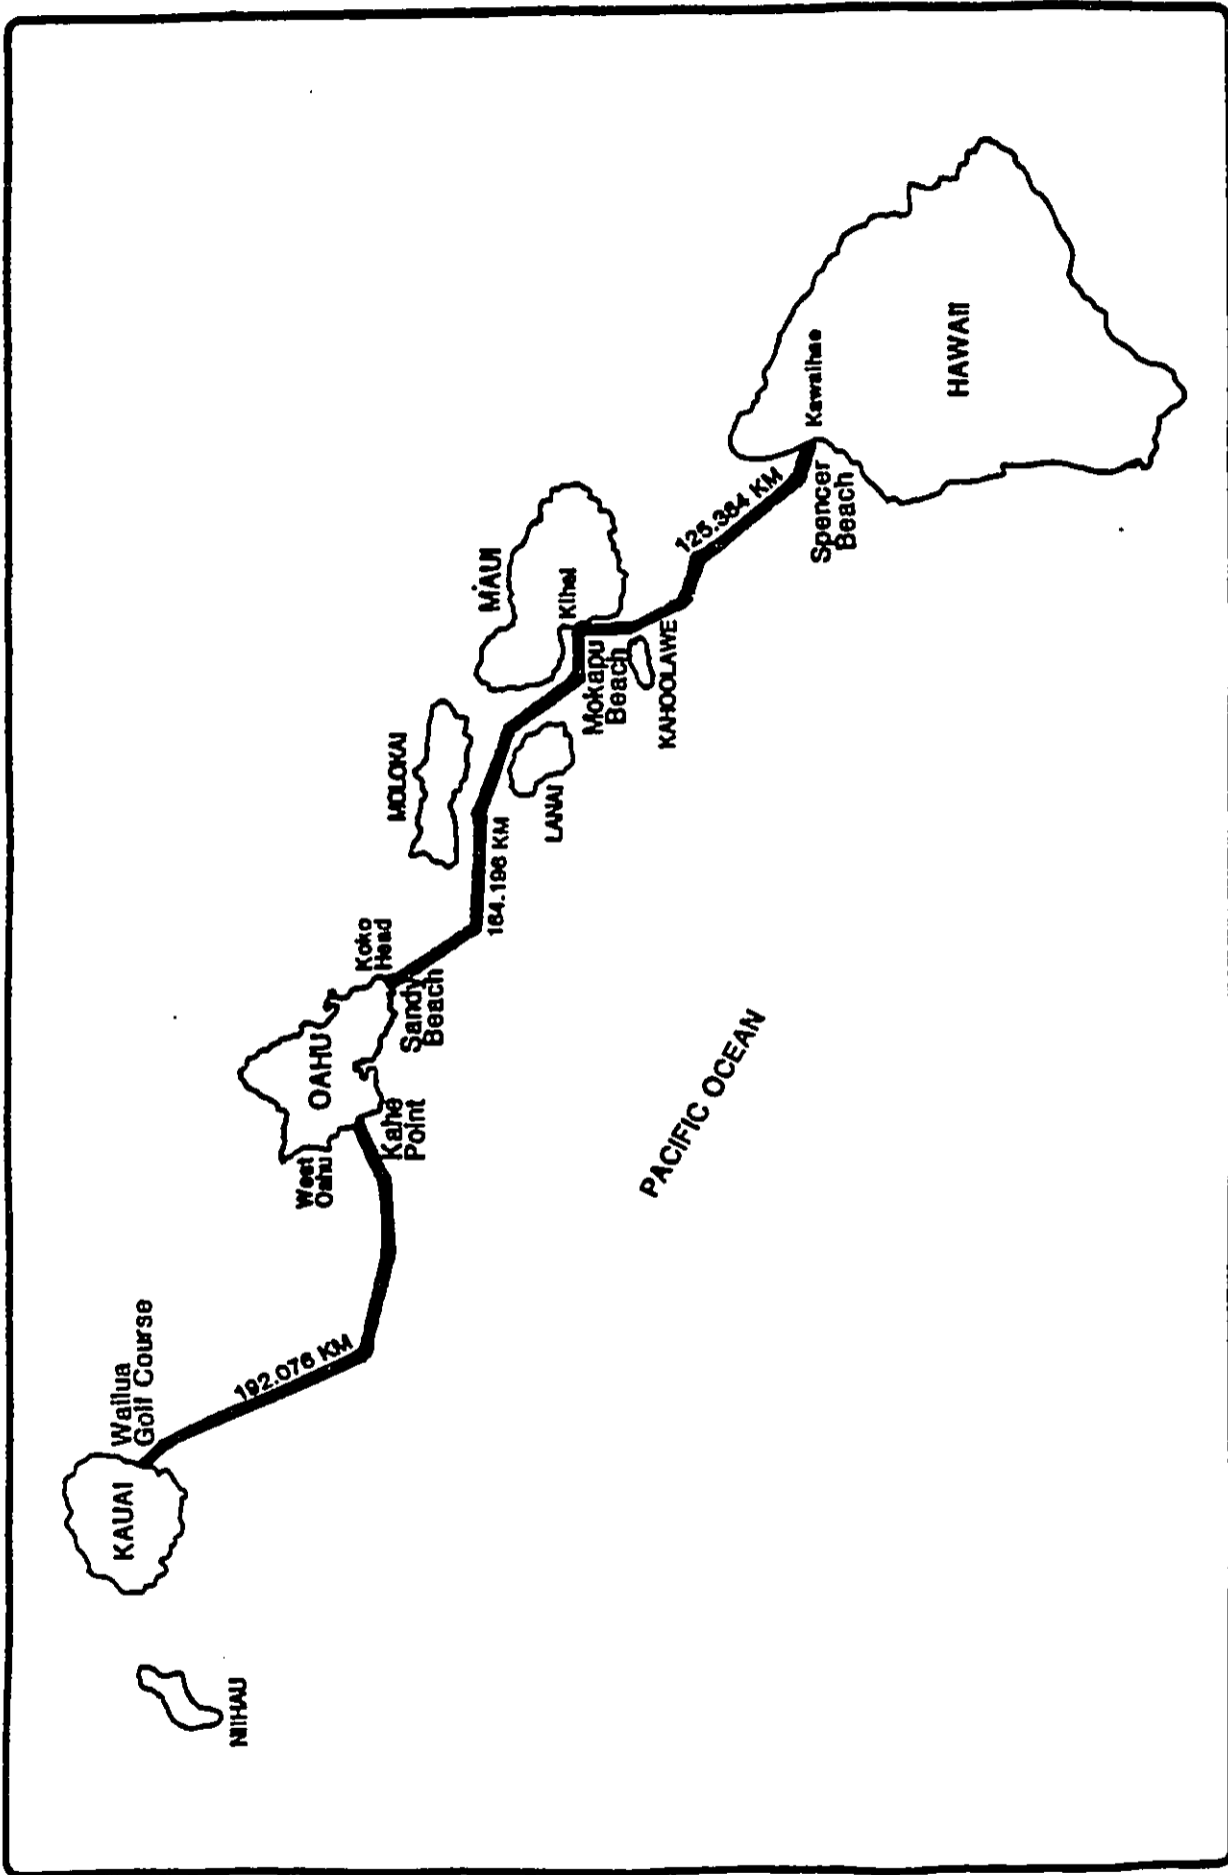 NIIHAU
KAUAI
Wailua
Golf Course
192.076 KM
West
Oahu
OAHU
Kahe
Point
Koko
Head
Sandy
Beach
MOLOKAI
164.196 KM
LANAI
MAUI
Kihei
Mokapu
Beach
KAHOOLAWE
125.384 KM
Kawaihae
Spencer
Beach
HAWAII
PACIFIC OCEAN